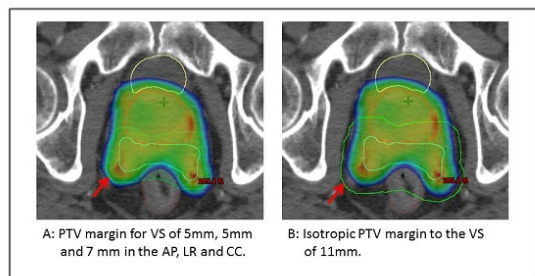 A: PTV margin for VS of 5mm, 5mm
and 7 mm in the AP, LR and CC.
B: Isotropic PTV margin to the VS
of 11mm.